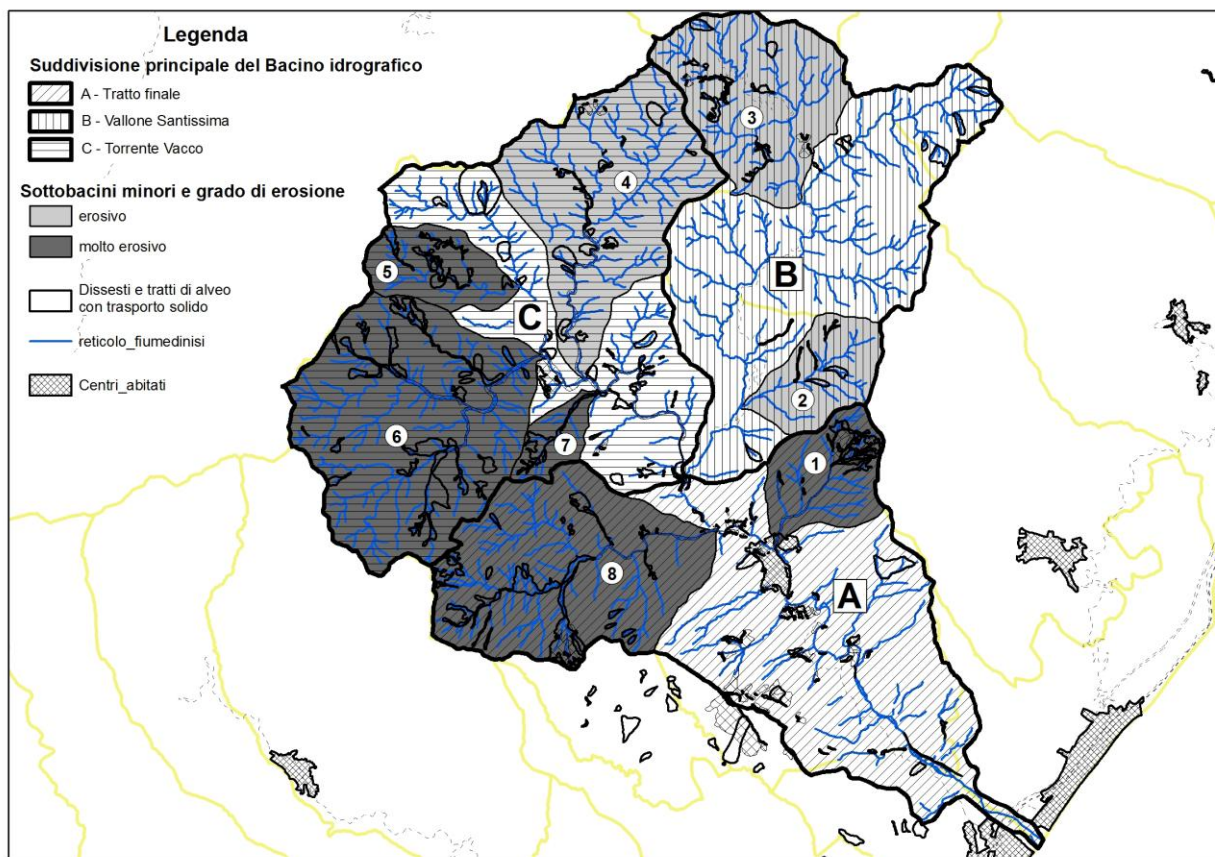 Legenda
Suddivisione principale del Bacino idrografico
A - Tratto finale
B - Vallone Santissima
C - Torrente Vacco
Sottobacini minori e grado di erosione
erosivo
molto erosivo
Dissesti e tratti di alveo
con trasporto solido
reticolo_fiumedinisi
Centri_abitati
3
4
5
B
C
2
6
7
1
8
A